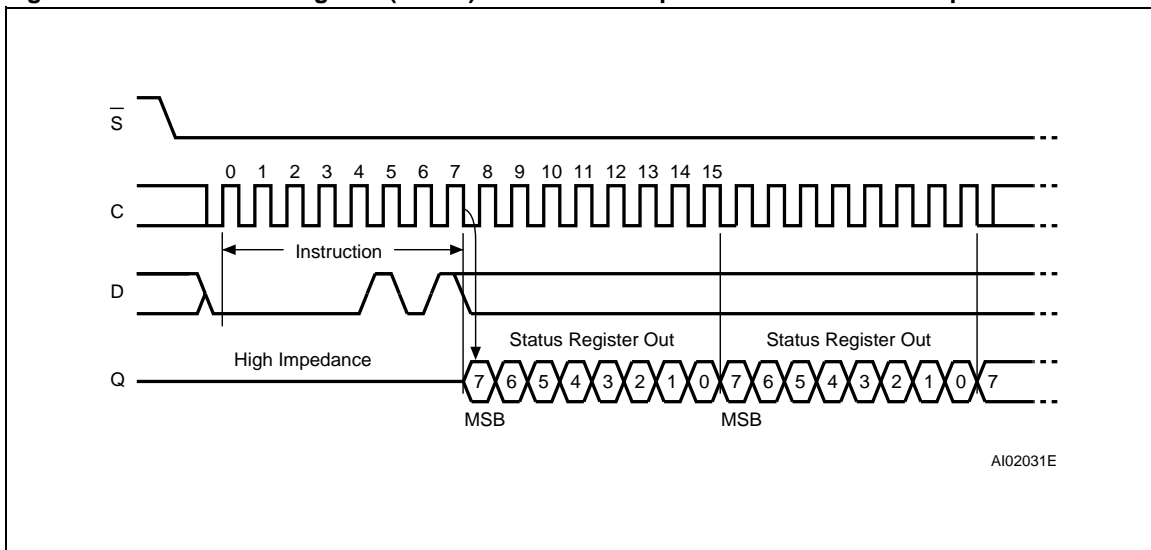 S
0 1 2 3 4 5 6 7 8 9 10 11 12 13 14 15
C
Instruction
D
Status Register Out Status Register Out
High Impedance
Q 7 6 5 4 3 2 1 0 7 6 5 4 3 2 1 0 7
MSB MSB
AI02031E